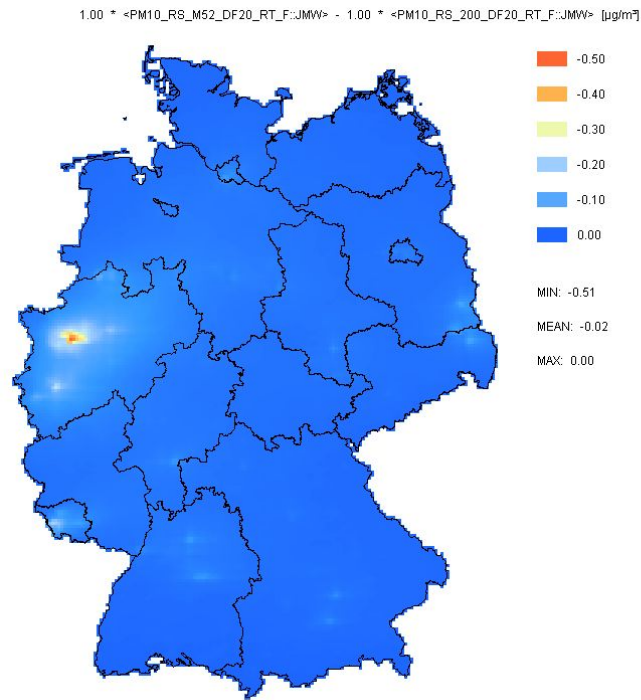 1.00 * <PM10_RS_M52_DF20_RT_F::JMW> - 1.00 * <PM10_RS_200_DF20_RT_F::JMW> [µg/m³]
-0.50
-0.40
-0.30
-0.20
-0.10
0.00
MIN: -0.51
MEAN: -0.02
MAX: 0.00